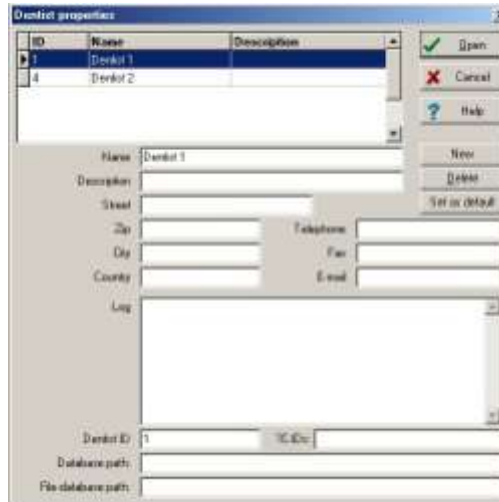 Dentist properties
ID Name Description
1 Dentist 1
4 Dentist 2
Open
Cancel
Help
New
Delete
Set as default
Name Dentist 1
Description
Street
Zip Telephone
City Fax
Country E-mail
Log
Dentist ID 1
Database path:
File database path: